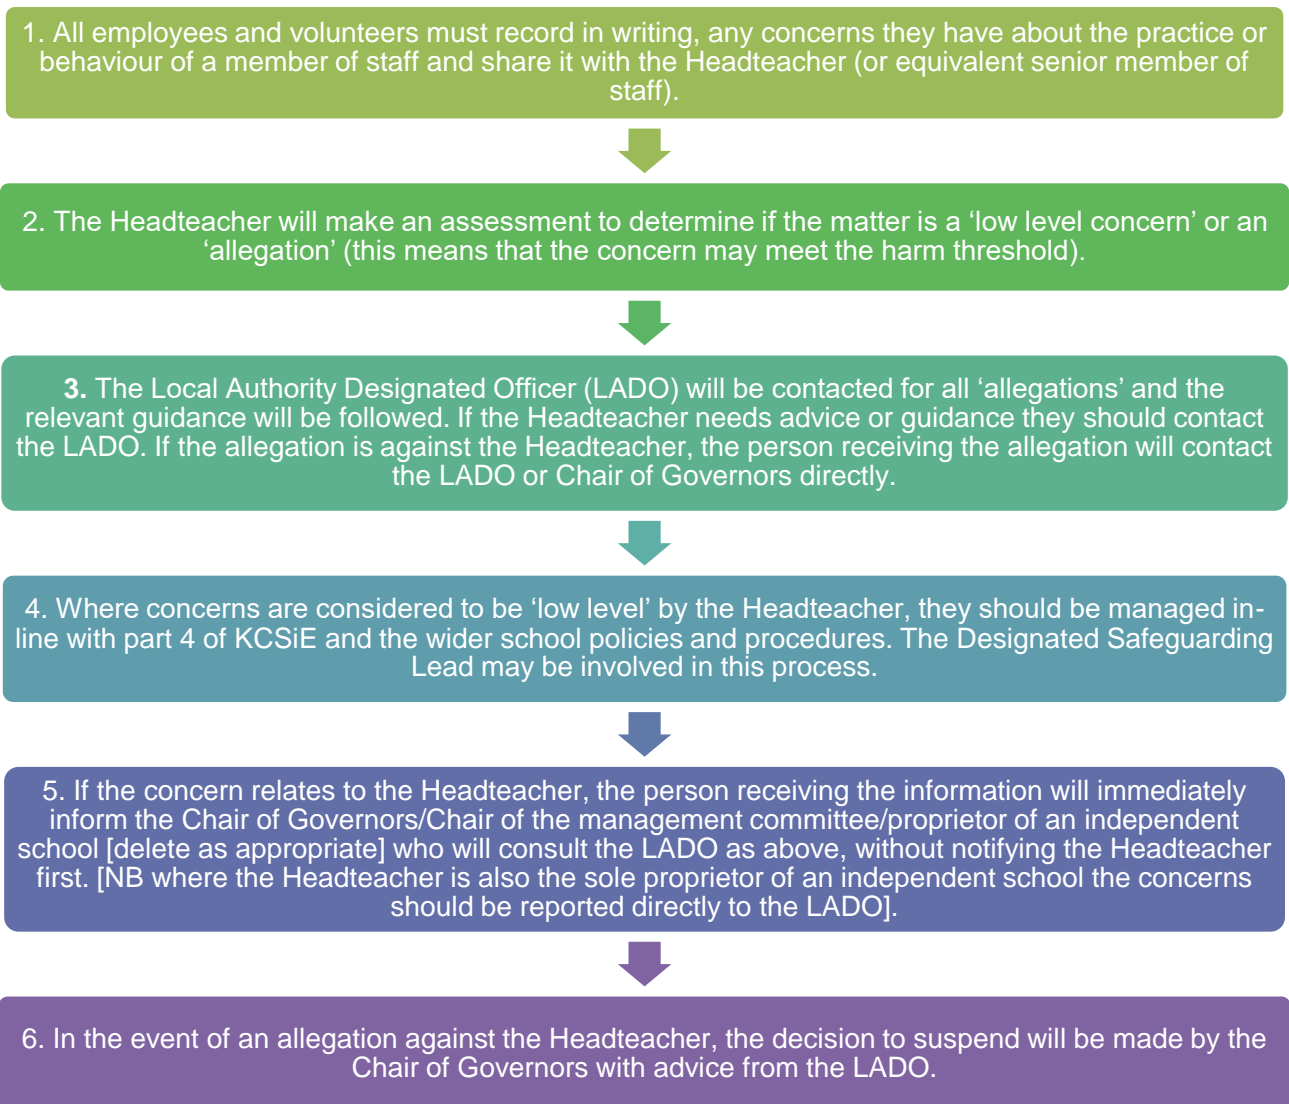 1. All employees and volunteers must record in writing, any concerns they have about the practice or
behaviour of a member of staff and share it with the Headteacher (or equivalent senior member of
staff).
2. The Headteacher will make an assessment to determine if the matter is a ‘low level concern’ or an
‘allegation’ (this means that the concern may meet the harm threshold).
3. The Local Authority Designated Officer (LADO) will be contacted for all ‘allegations’ and the
relevant guidance will be followed. If the Headteacher needs advice or guidance they should contact
the LADO. If the allegation is against the Headteacher, the person receiving the allegation will contact
the LADO or Chair of Governors directly.
4. Where concerns are considered to be ‘low level’ by the Headteacher, they should be managed in-
line with part 4 of KCSiE and the wider school policies and procedures. The Designated Safeguarding
Lead may be involved in this process.
5. If the concern relates to the Headteacher, the person receiving the information will immediately
inform the Chair of Governors/Chair of the management committee/proprietor of an independent
school [delete as appropriate] who will consult the LADO as above, without notifying the Headteacher
first. [NB where the Headteacher is also the sole proprietor of an independent school the concerns
should be reported directly to the LADO].
6. In the event of an allegation against the Headteacher, the decision to suspend will be made by the
Chair of Governors with advice from the LADO.